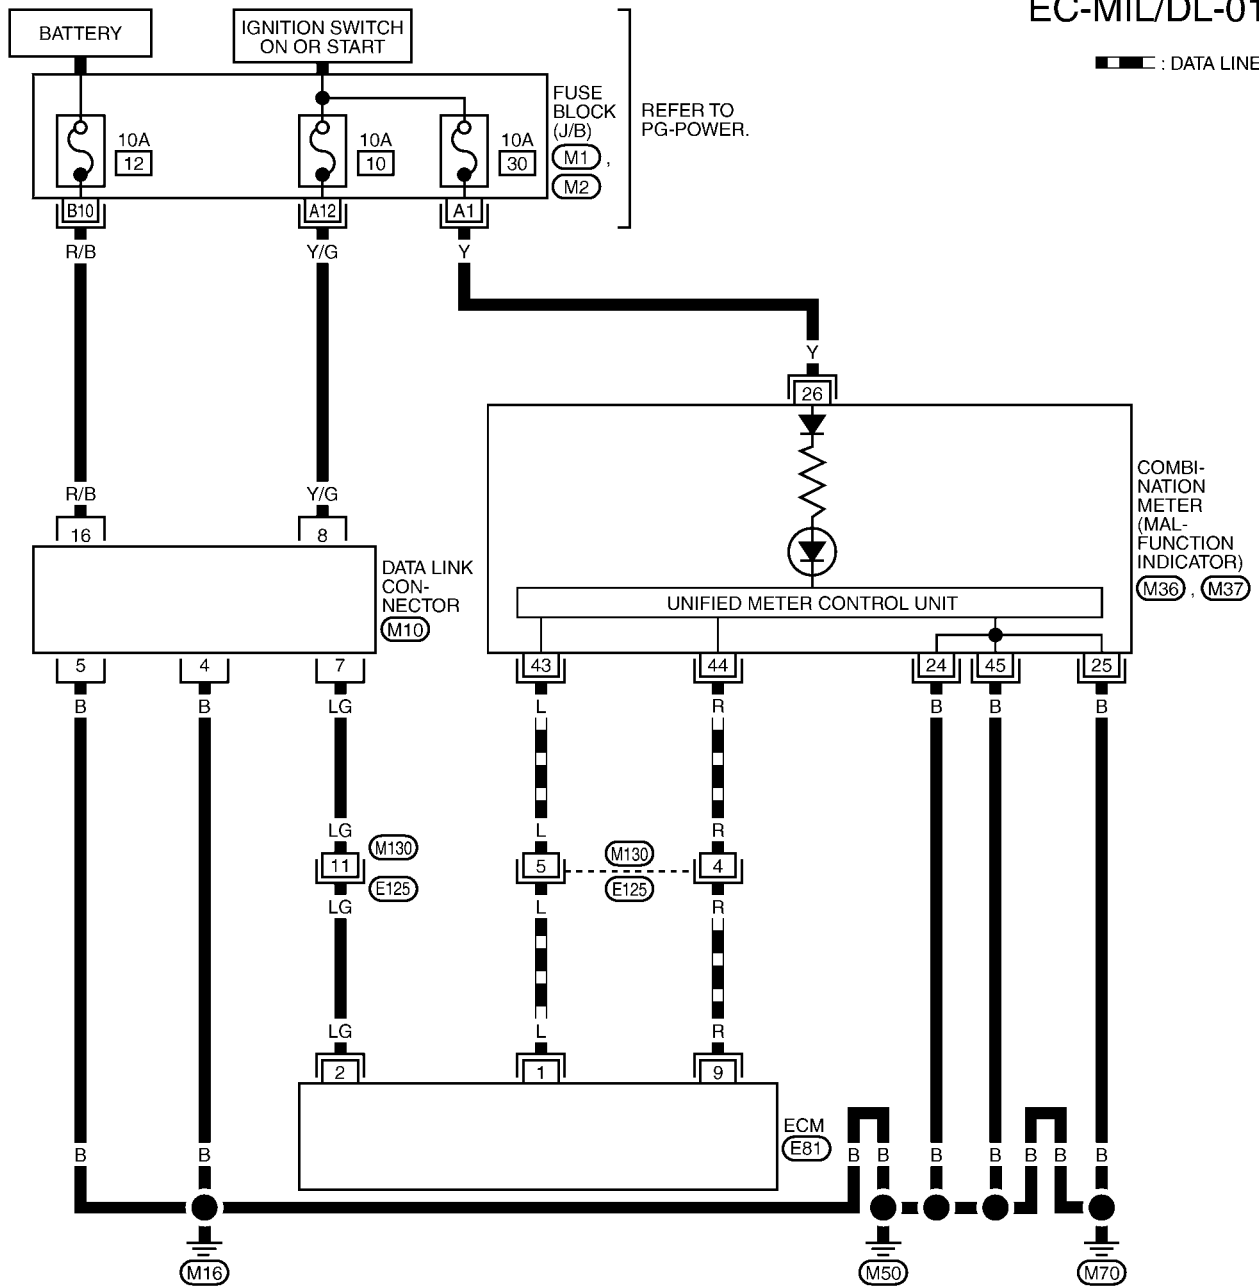 EC-MIL/DL-01
: DATA LINE
BATTERY
IGNITION SWITCH
ON OR START
FUSE
BLOCK
(J/B)
M1 ,
M2
REFER TO
PG-POWER.
10A
12
10A
10
10A
30
B10
A12
A1
R/B
Y/G
Y
Y
26
R/B
Y/G
16
8
DATA LINK
CON-
NECTOR
M10
COMBI-
NATION
METER
(MAL-
FUNCTION
INDICATOR)
M36 , M37
UNIFIED METER CONTROL UNIT
5
4
7
43
44
24
45
25
B
B
LG
L
R
B
B
B
LG
L
R
11
M130
E125
5
M130
E125
4
LG
L
R
LG
L
R
2
1
9
ECM
E81
B
B
B
B
B
B
B
B
B
M16
M50
M70